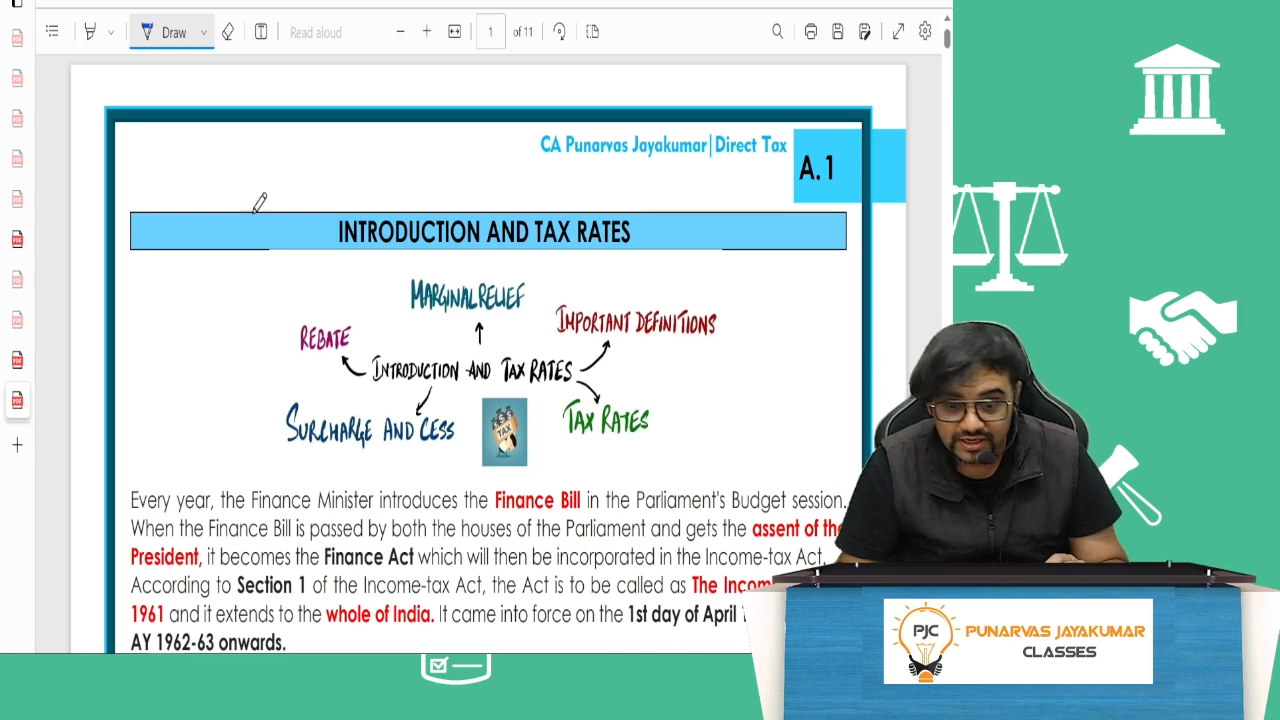 Draw
Read aloud
1
of 11
CA Punarvas Jayakumar|Direct Tax
A.1
INTRODUCTION AND TAX RATES
MARGINAL RELIEF
REBATE
IMPORTANT DEFINITIONS
INTRODUCTION AND TAX RATES
SURCHARGE AND CESS
TAX
TAX RATES
Every year, the Finance Minister introduces the Finance Bill in the Parliament's Budget session.
When the Finance Bill is passed by both the houses of the Parliament and gets the assent of the
President, it becomes the Finance Act which will then be incorporated in the Income-tax Act.
According to Section 1 of the Income-tax Act, the Act is to be called as The
1961 and it extends to the whole of India. It came into force on the 1st day of April
AY 1962-63 onwards.
PJC
PUNARVAS JAYAKUMAR
CLASSES